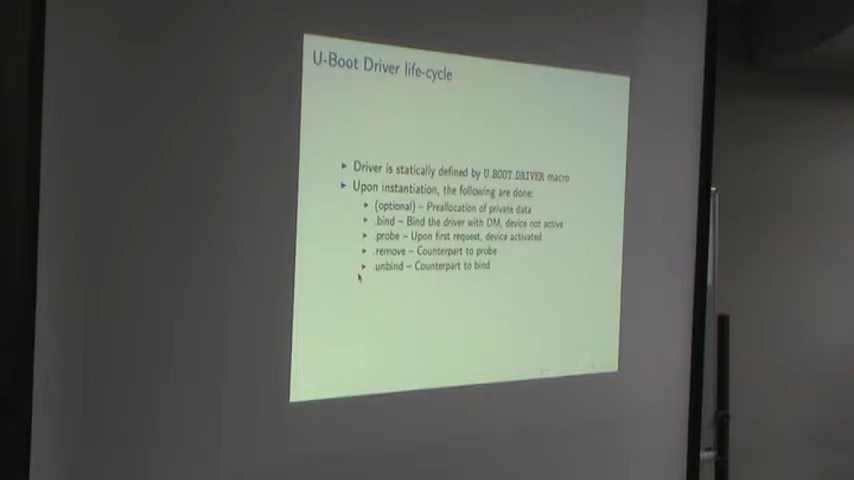 U-Boot Driver life-cycle
Driver is statically defined by U_BOOT_DRIVER macro
Upon instantiation, the following are done:
(optional) – Preallocation of private data
.bind – Bind the driver with DM, device not active
.probe – Upon first request, device activated
.remove – Counterpart to probe
.unbind – Counterpart to bind